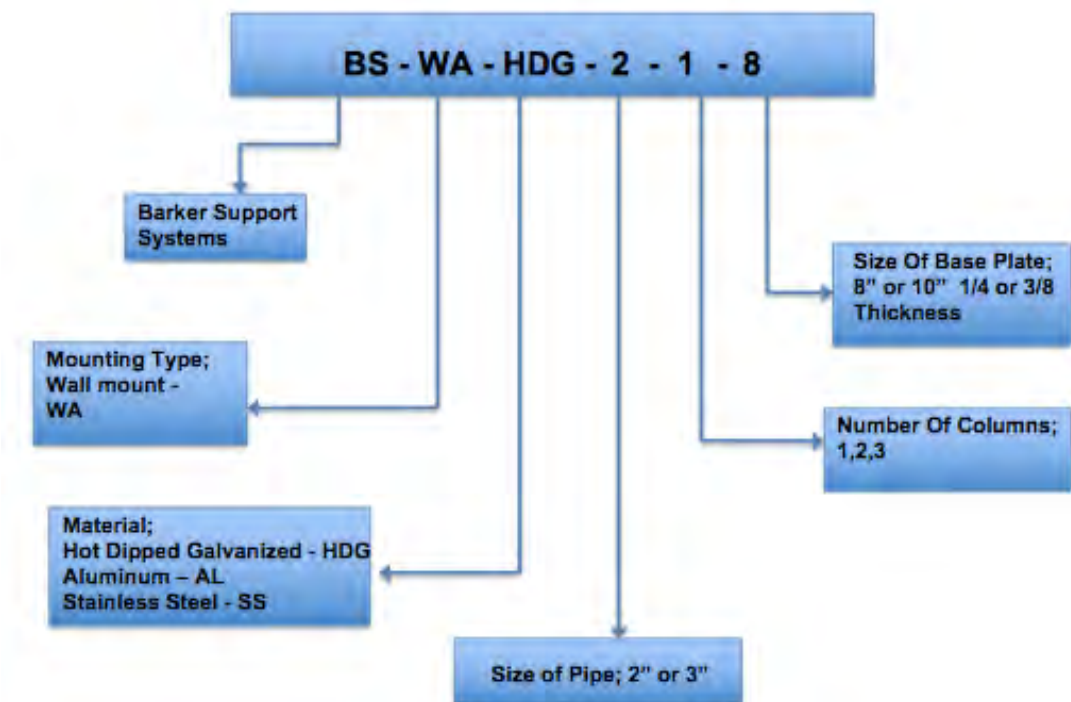 BS - WA - HDG - 2 - 1 - 8
Barker Support
Systems
Size Of Base Plate;
8” or 10” 1/4 or 3/8
Thickness
Mounting Type;
Wall mount -
WA
Number Of Columns;
1,2,3
Material;
Hot Dipped Galvanized - HDG
Aluminum – AL
Stainless Steel - SS
Size of Pipe; 2” or 3”